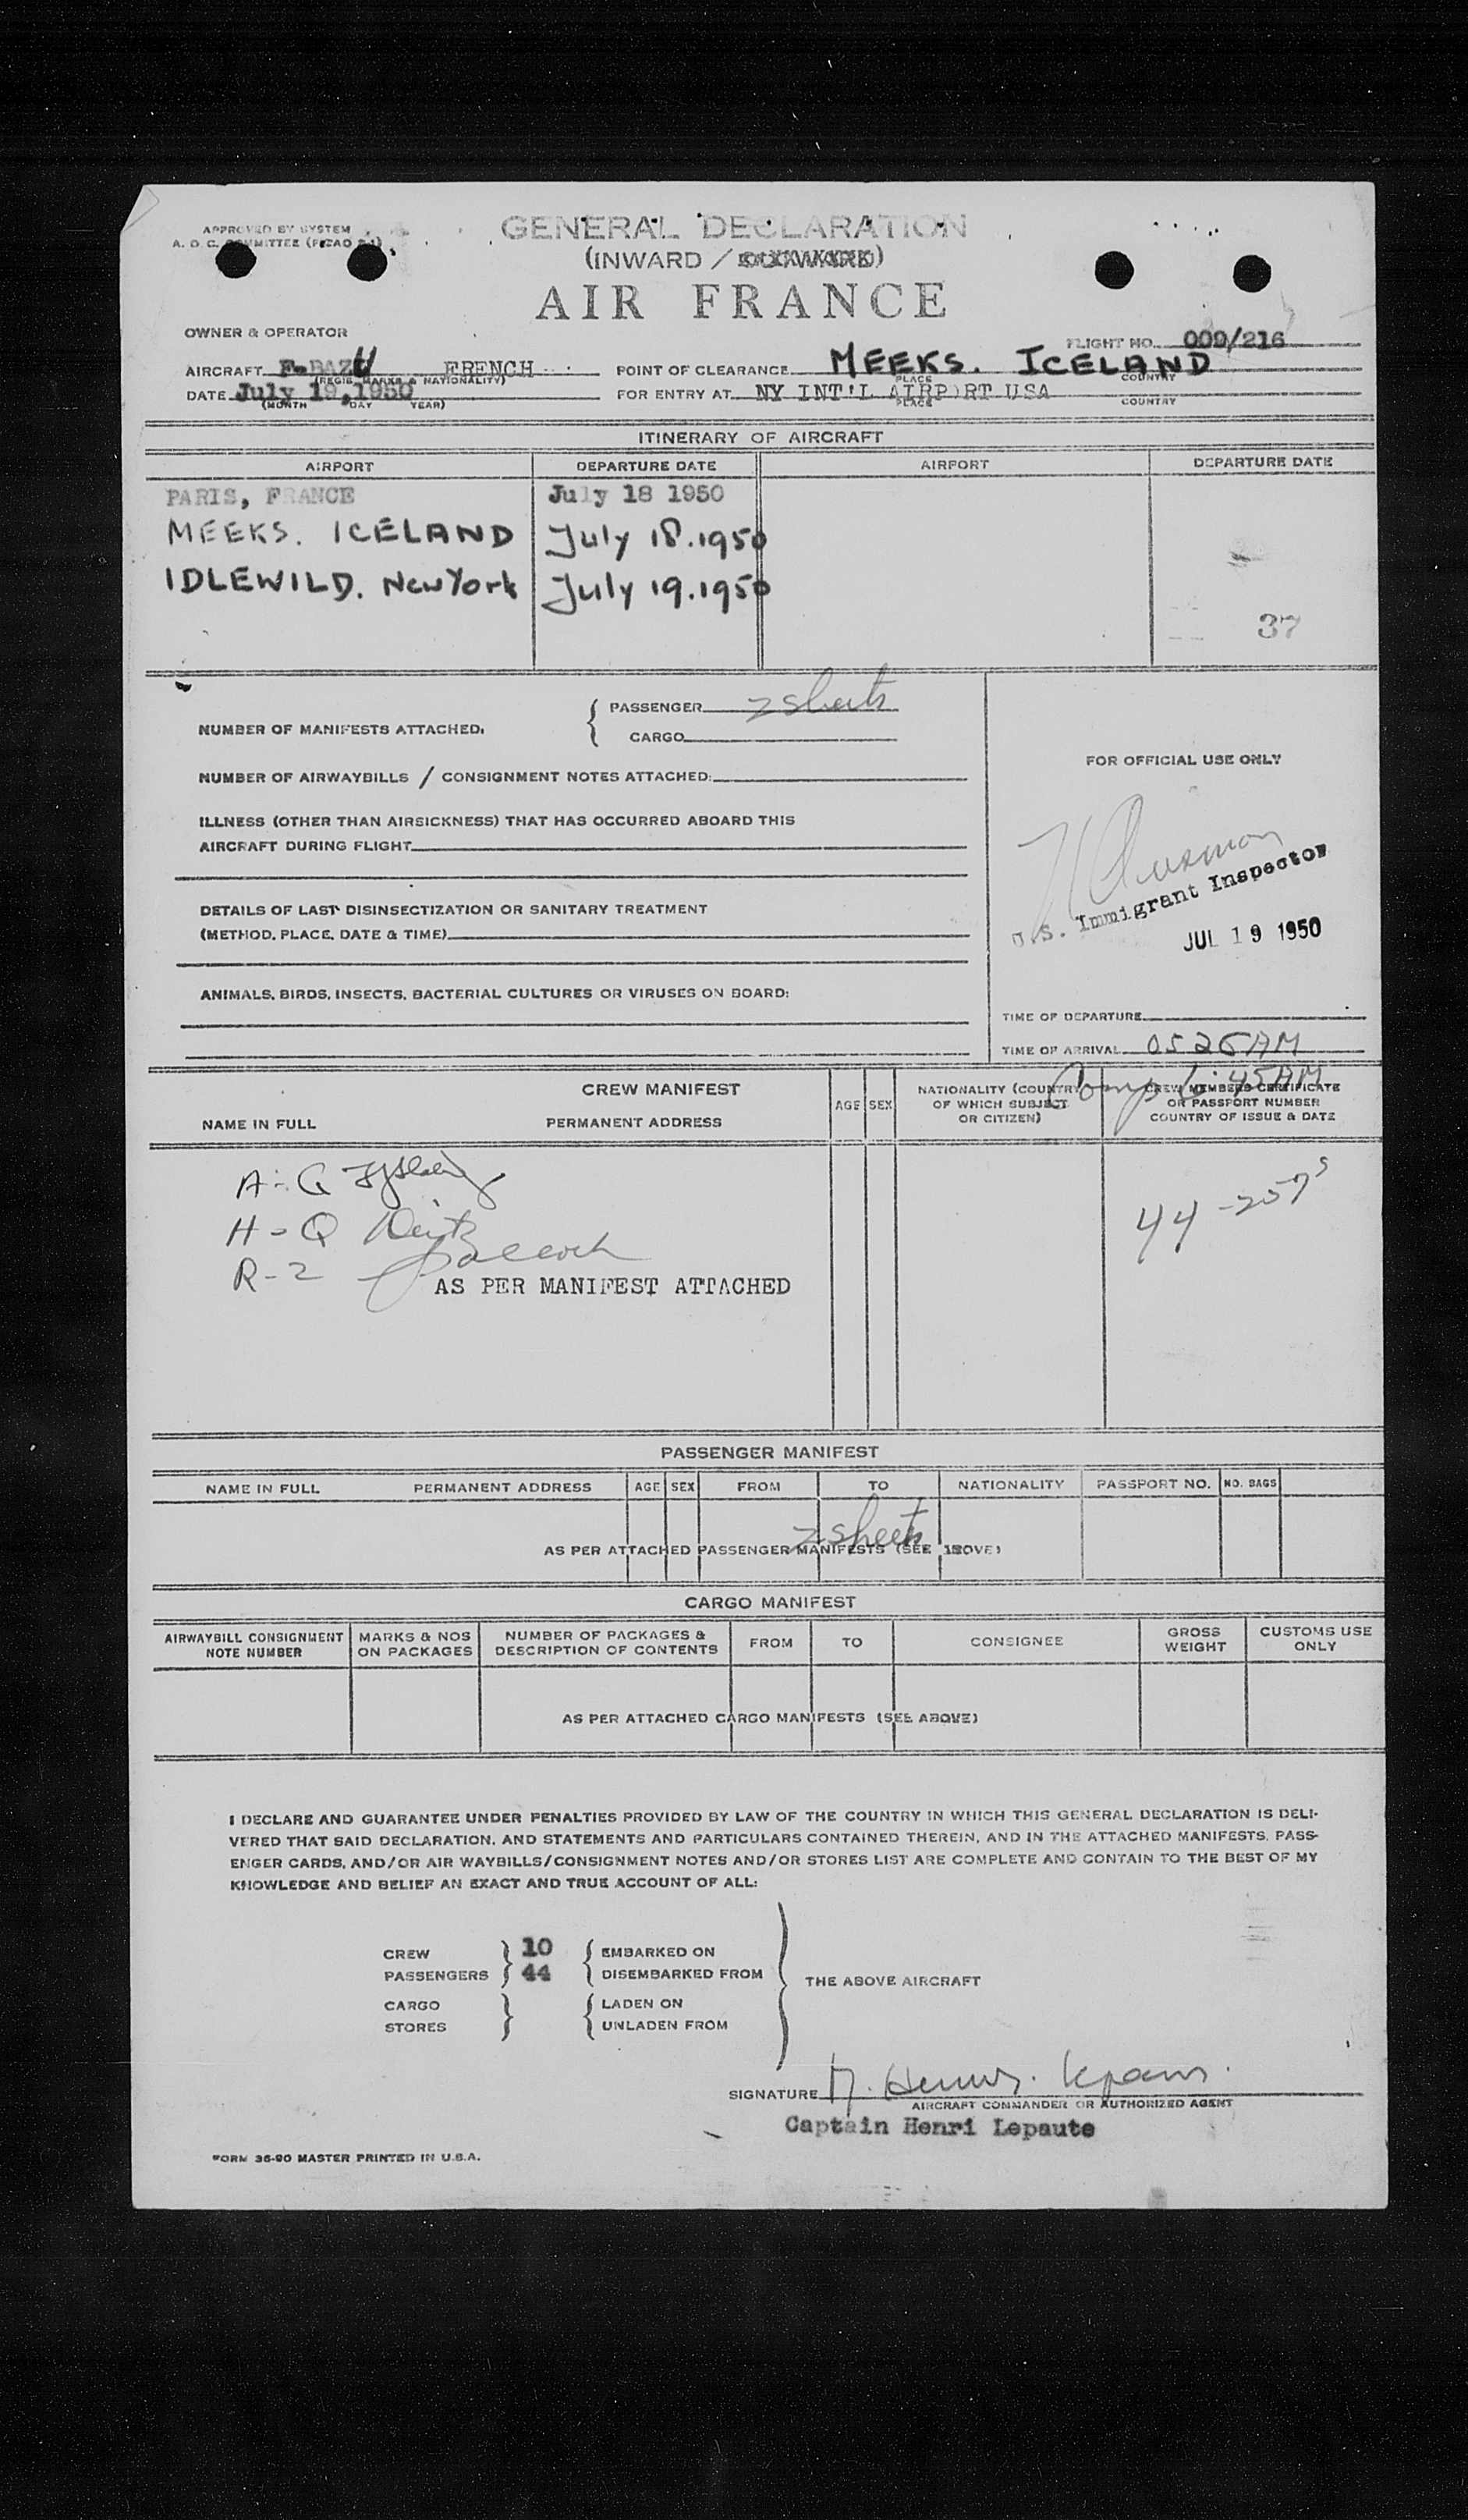 APPROVED BY SYSTEM
A. O. C. COMMITTEE (PICAO 2-1)
GENERAL DECLARATION
(INWARD / OUTWARD)
AIR FRANCE
OWNER & OPERATOR
FLIGHT NO. 009/216
AIRCRAFT F-BAZU FRENCH
(REGIS. MARKS & NATIONALITY)
POINT OF CLEARANCE MEEKS. ICELAND
PLACE COUNTRY
DATE July 19, 1950
(MONTH DAY YEAR)
FOR ENTRY AT NY INT'L AIRPORT USA
PLACE COUNTRY
ITINERARY OF AIRCRAFT
AIRPORT DEPARTURE DATE AIRPORT DEPARTURE DATE
PARIS, FRANCE July 18 1950
MEEKS. ICELAND July 18.1950
IDLEWILD. New York July 19.1950
37
NUMBER OF MANIFESTS ATTACHED.
PASSENGER 2 sheets
CARGO
NUMBER OF AIRWAYBILLS / CONSIGNMENT NOTES ATTACHED:
ILLNESS (OTHER THAN AIRSICKNESS) THAT HAS OCCURRED ABOARD THIS
AIRCRAFT DURING FLIGHT
DETAILS OF LAST DISINSECTIZATION OR SANITARY TREATMENT
(METHOD, PLACE, DATE & TIME)
ANIMALS, BIRDS, INSECTS, BACTERIAL CULTURES OR VIRUSES ON BOARD:
FOR OFFICIAL USE ONLY
U.S. Immigrant Inspector
JUL 19 1950
TIME OF DEPARTURE
TIME OF ARRIVAL 0525 AM
Comp 6:45 AM
CREW MANIFEST
NAME IN FULL PERMANENT ADDRESS AGE SEX
NATIONALITY (COUNTRY
OF WHICH SUBJECT
OR CITIZEN)
CREW MEMBERS CERTIFICATE
OR PASSPORT NUMBER
COUNTRY OF ISSUE & DATE
A - G
H - Q
R - Z
44 - 257
AS PER MANIFEST ATTACHED
PASSENGER MANIFEST
NAME IN FULL PERMANENT ADDRESS AGE SEX FROM TO NATIONALITY PASSPORT NO. NO. BAGS
2 sheets
AS PER ATTACHED PASSENGER MANIFESTS (SEE ABOVE)
CARGO MANIFEST
AIRWAYBILL CONSIGNMENT
NOTE NUMBER
MARKS & NOS
ON PACKAGES
NUMBER OF PACKAGES &
DESCRIPTION OF CONTENTS
FROM TO CONSIGNEE
GROSS
WEIGHT
CUSTOMS USE
ONLY
AS PER ATTACHED CARGO MANIFESTS (SEE ABOVE)
I DECLARE AND GUARANTEE UNDER PENALTIES PROVIDED BY LAW OF THE COUNTRY IN WHICH THIS GENERAL DECLARATION IS DELI-
VERED THAT SAID DECLARATION, AND STATEMENTS AND PARTICULARS CONTAINED THEREIN, AND IN THE ATTACHED MANIFESTS, PASS-
ENGER CARDS, AND/OR AIR WAYBILLS/CONSIGNMENT NOTES AND/OR STORES LIST ARE COMPLETE AND CONTAIN TO THE BEST OF MY
KNOWLEDGE AND BELIEF AN EXACT AND TRUE ACCOUNT OF ALL:
CREW 10 EMBARKED ON
PASSENGERS 44 DISEMBARKED FROM
THE ABOVE AIRCRAFT
CARGO LADEN ON
STORES UNLADEN FROM
SIGNATURE
AIRCRAFT COMMANDER OR AUTHORIZED AGENT
Captain Henri Lepaute
FORM 36-90 MASTER PRINTED IN U.S.A.